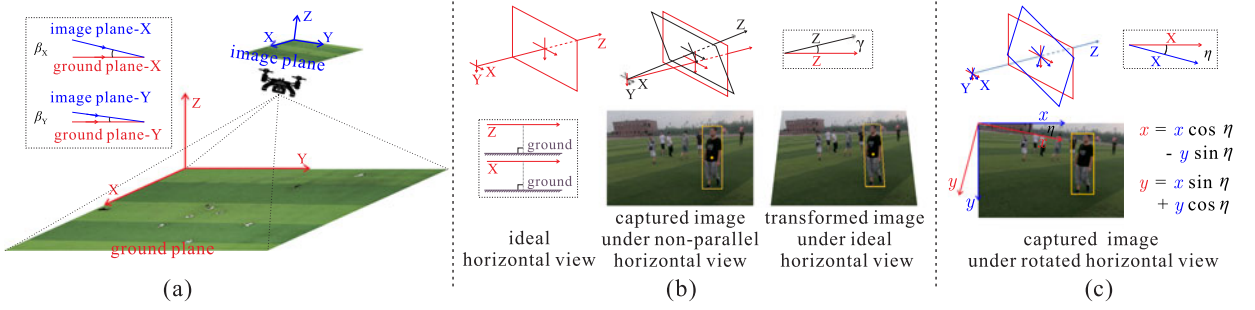 image plane-X
βX
ground plane-X
image plane-Y
βY
ground plane-Y
Z
X
Y
image plane
Z
Y
X
ground plane
(a)
Z
X
Y
Z
ground
X
ground
ideal
horizontal view
Z
Z
X
Y
captured image
under non-parallel
horizontal view
Z
γ
Z
transformed image
under ideal
horizontal view
(b)
Z
Y
X
X
X
η
x
η
y
y
x = x cos η
- y sin η
y = x sin η
+ y cos η
captured image
under rotated horizontal view
(c)